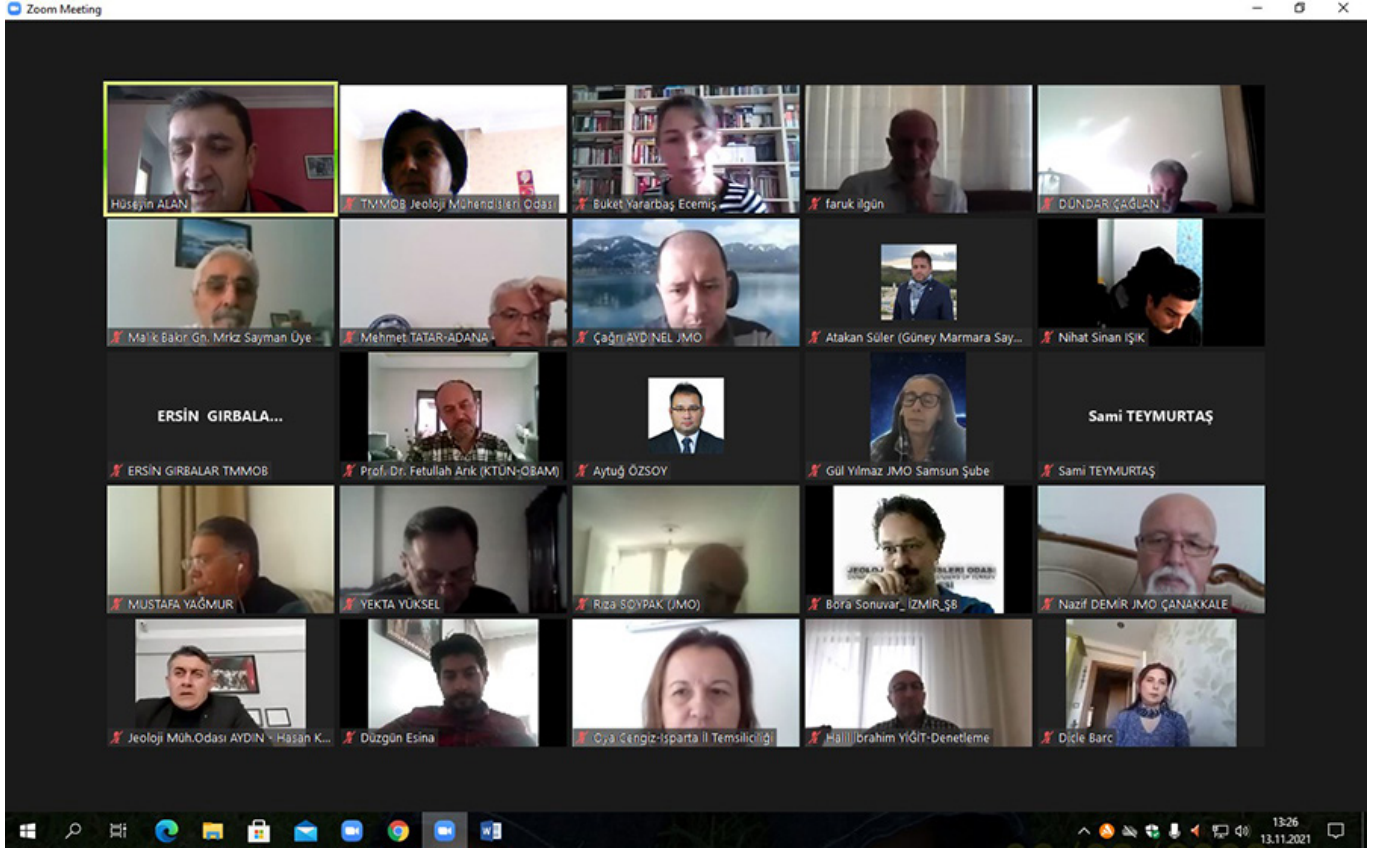 Zoom Meeting
Hüseyin ALAN
TMMOB Jeoloji Mühendisleri Odası
Buket Yararbaş Ecemiş
faruk ilgün
DÜNDAR ÇAĞLAN
Malik Bakır Gn. Mrkz Sayman Üye
Mehmet TATAR-ADANA
Çağrı AYDINEL JMO
Atakan Süler (Güney Marmara Say...
Nihat Sinan IŞIK
ERSİN GIRBALA...
ERSİN GIRBALAR TMMOB
Prof. Dr. Fetullah Arık (KTÜN-OBAM)
Aytuğ ÖZSOY
Gül Yılmaz JMO Samsun Şube
Sami TEYMURTAŞ
Sami TEYMURTAŞ
MUSTAFA YAĞMUR
YEKTA YÜKSEL
Rıza SOYPAK (JMO)
JEOLOJ
İSLERİ ODASI
Bora Sonuvar_ İZMİR_ŞB
Nazif DEMİR JMO ÇANAKKALE
Jeoloji Müh.Odası AYDIN - Hasan K...
Düzgün Esina
Oya Cengiz-Isparta İl Temsilciliği
Halil İbrahim YİĞİT-Denetleme
Dicle Barc
13:26
13.11.2021